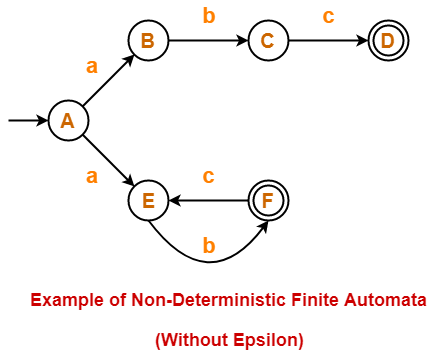 c
b
B
C
D
a
A
a
c
E
F
b
Example of Non-Deterministic Finite Automata
(Without Epsilon)